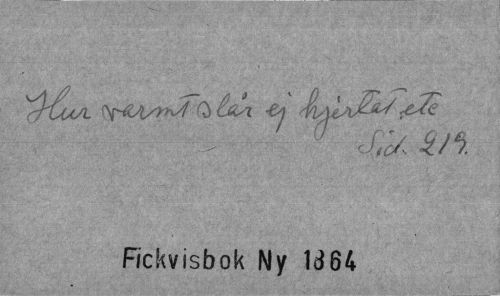 Hur varmt slår ej hjertat, etc
Sid. 219.
Fickvisbok Ny 1864